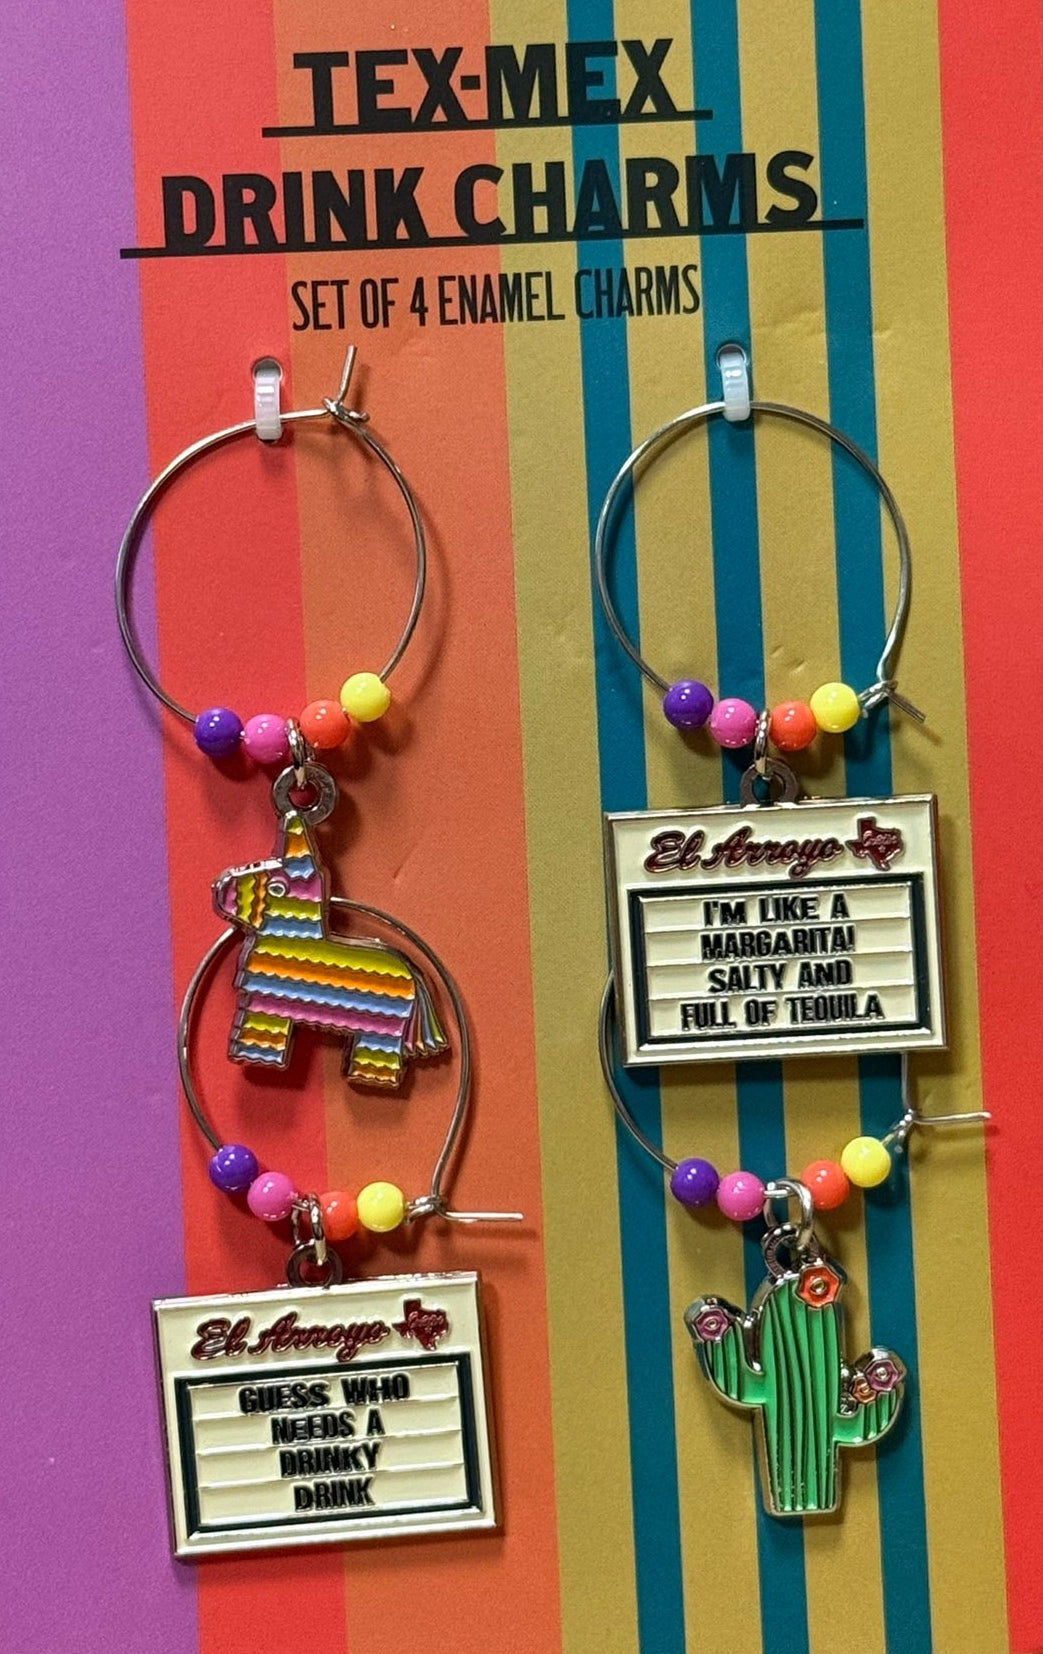 TEX-MEX
DRINK CHARMS
SET OF 4 ENAMEL CHARMS
El Arroyo
I'M LIKE A
MARGARITA!
SALTY AND
FULL OF TEQUILA
El Arroyo
GUESS WHO
NEEDS A
DRINKY
DRINK